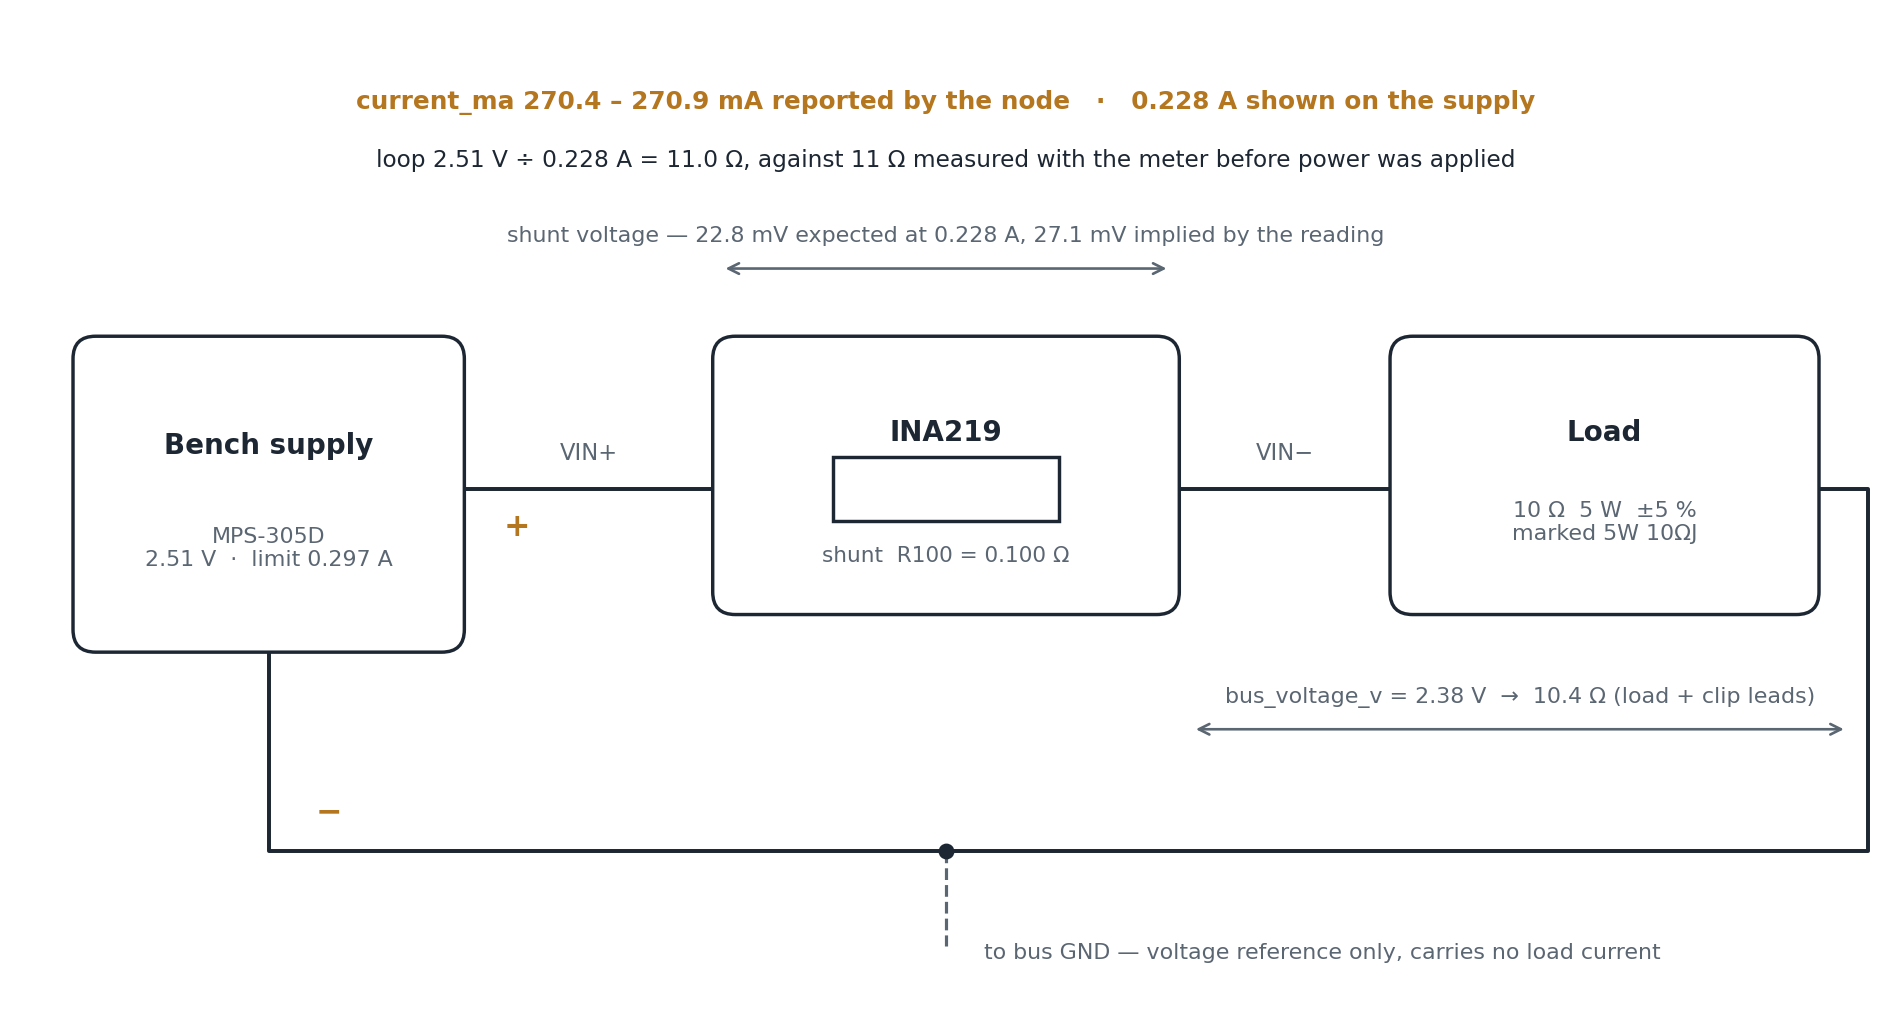 current_ma 270.4 – 270.9 mA reported by the node · 0.228 A shown on the supply
loop 2.51 V ÷ 0.228 A = 11.0 Ω, against 11 Ω measured with the meter before power was applied
shunt voltage — 22.8 mV expected at 0.228 A, 27.1 mV implied by the reading
Bench supply
MPS-305D
2.51 V · limit 0.297 A
VIN+
+
INA219
shunt R100 = 0.100 Ω
VIN−
Load
10 Ω 5 W ±5 %
marked 5W 10ΩJ
bus_voltage_v = 2.38 V → 10.4 Ω (load + clip leads)
−
to bus GND — voltage reference only, carries no load current